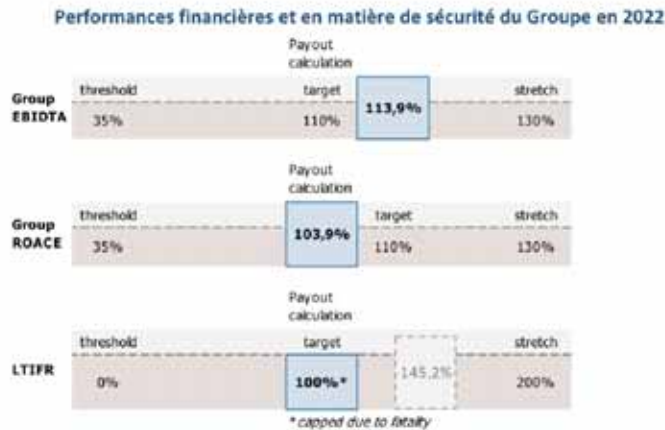 Performances financières et en matière de sécurité du Groupe en 2022
Payout
calculation
Group
EBIDTA
threshold target 113,9% stretch
35% 110% 130%
Payout
calculation
Group
ROACE
threshold 103,9% target stretch
35% 110% 130%
Payout
calculation
LTIFR
threshold target stretch
0% 100%* 145,2% 200%
* capped due to fatality